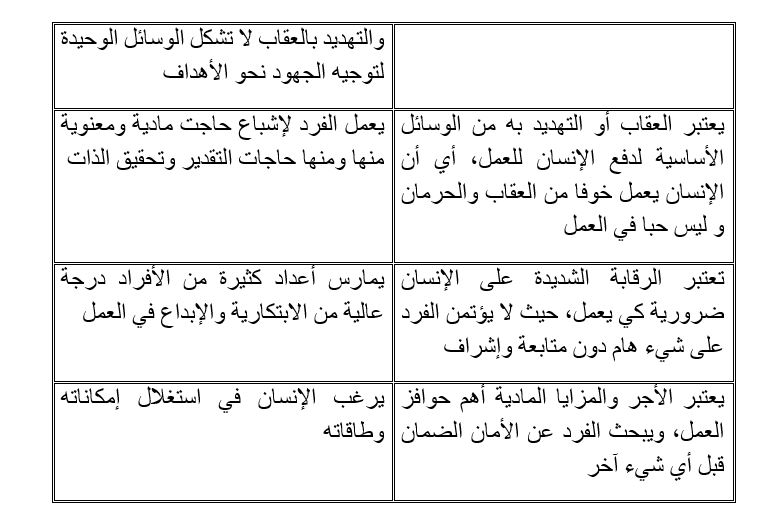 والتهديد بالعقاب لا تشكل الوسائل الوحيدة
لتوجيه الجهود نحو الأهداف
يعتبر العقاب أو التهديد به من الوسائل
الأساسية لدفع الإنسان للعمل، أي أن
الإنسان يعمل خوفا من العقاب والحرمان
و ليس حبا في العمل
يعمل الفرد لإشباع حاجت مادية ومعنوية
منها ومنها حاجات التقدير وتحقيق الذات
تعتبر الرقابة الشديدة على الإنسان
ضرورية كي يعمل، حيث لا يؤتمن الفرد
على شيء هام دون متابعة وإشراف
يمارس أعداد كثيرة من الأفراد درجة
عالية من الابتكارية والإبداع في العمل
يعتبر الأجر والمزايا المادية أهم حوافز
العمل، ويبحث الفرد عن الأمان الضمان
قبل أي شيء آخر
يرغب الإنسان في استغلال إمكاناته
وطاقاته